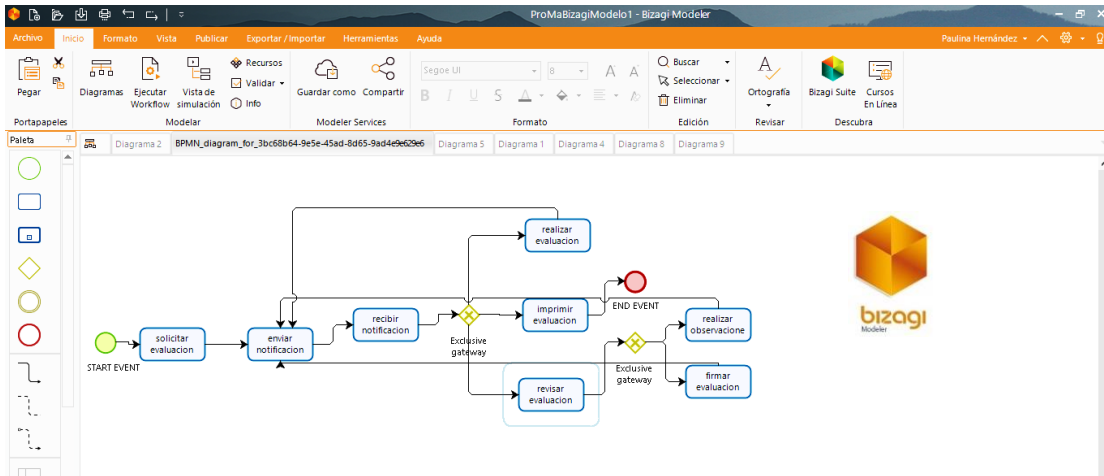 ProMaBizagiModelo1 - Bizagi Modeler
Archivo Inicio Formato Vista Publicar Exportar / Importar Herramientas Ayuda Paulina Hernández
Pegar
Portapapeles
Diagramas
Ejecutar
Workflow
Vista de
simulación
Recursos
Validar
Info
Modelar
Guardar como Compartir
Modeler Services
Segoe UI 8
B I U S A
Formato
Buscar
Seleccionar
Eliminar
Edición
Ortografía
Revisar
Bizagi Suite
Cursos
En Línea
Descubra
Paleta
Diagrama 2 BPMN_diagram_for_3bc68b64-9e5e-45ad-8d65-9ad4e9e629e6 Diagrama 5 Diagrama 1 Diagrama 4 Diagrama 8 Diagrama 9
realizar
evaluacion
START EVENT
solicitar
evaluacion
enviar
notificacion
recibir
notificacion
Exclusive
gateway
imprimir
evaluacion
END EVENT
realizar
observacione
Exclusive
gateway
revisar
evaluacion
firmar
evaluacion
bizagi
Modeler